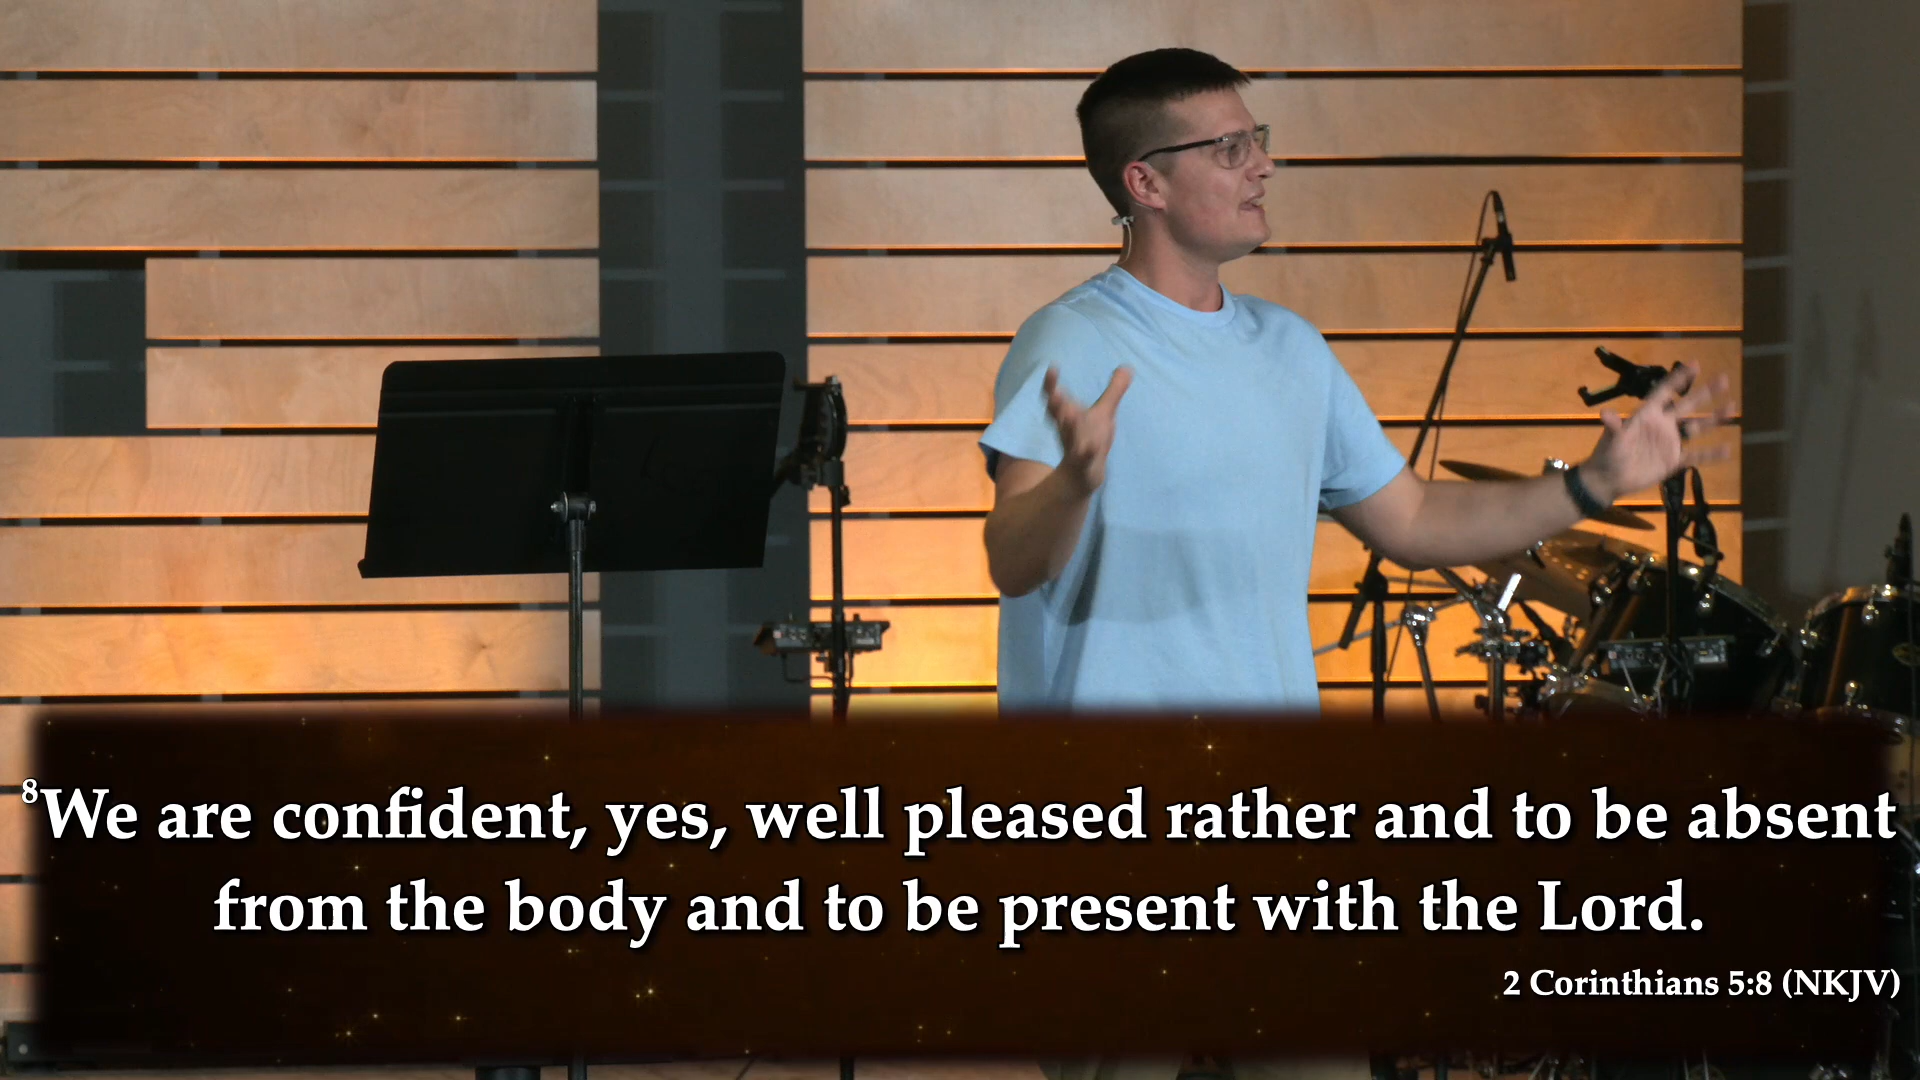 ⁸We are confident, yes, well pleased rather and to be absent
from the body and to be present with the Lord.
2 Corinthians 5:8 (NKJV)